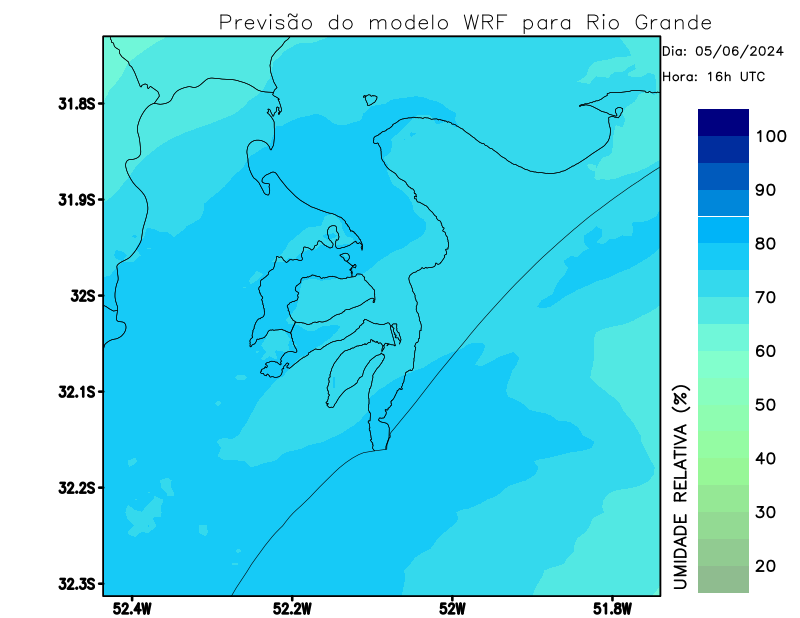 Previsão do modelo WRF para Rio Grande
Dia: 05/06/2024
Hora: 16h UTC
31.8S
31.9S
32S
32.1S
32.2S
32.3S
52.4W
52.2W
52W
51.8W
100
90
80
70
60
50
40
30
20
UMIDADE RELATIVA (%)